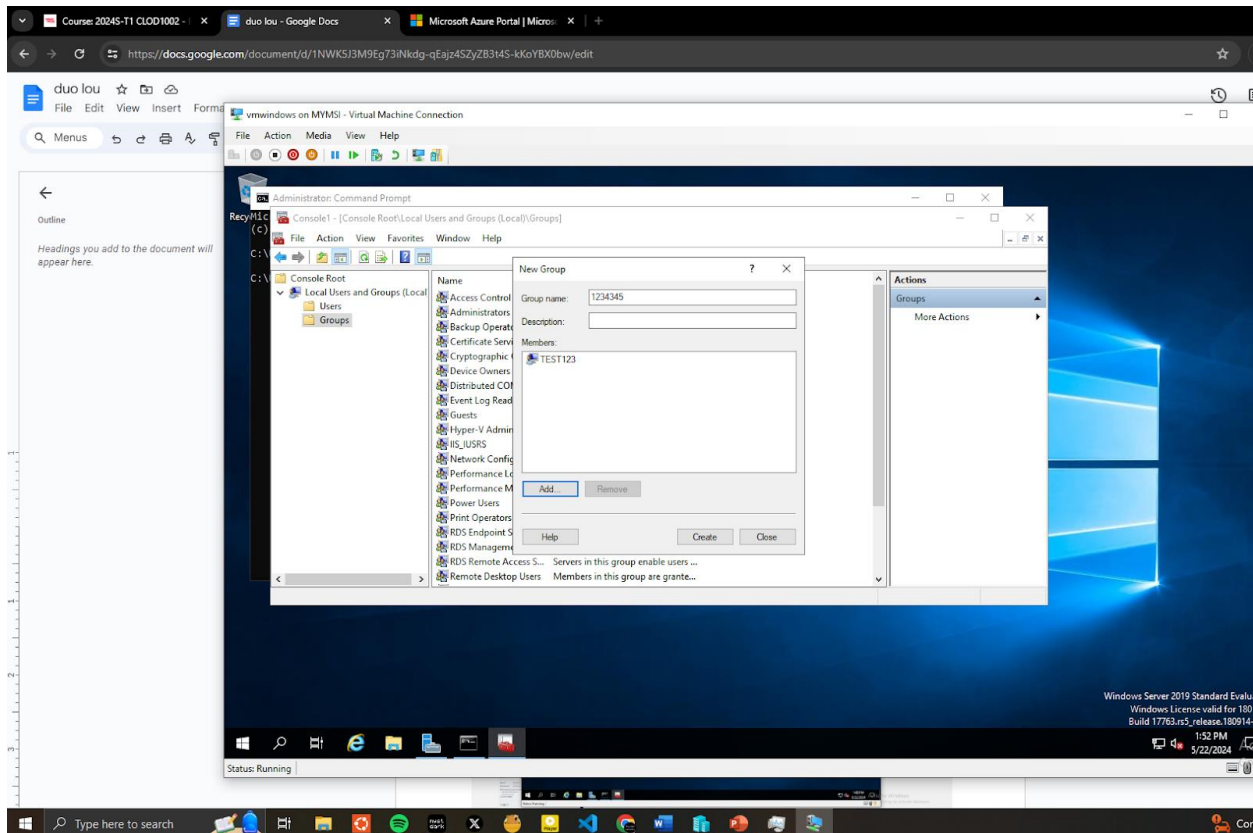 Course: 2024S-T1 CLOD1002 -
duo lou - Google Docs
Microsoft Azure Portal | Micros
https://docs.google.com/document/d/1NWK5J3M9Eg73iNkdg-qEajz4SZyZB3t4S-kKoYBX0bw/edit
duo lou
File Edit View Insert Forma
Menus
Outline
Headings you add to the document will
appear here.
vmwindows on MYMSI - Virtual Machine Connection
File Action Media View Help
Administrator: Command Prompt
RecyMic
(c)
C:\
C:\
Console1 - [Console Root\Local Users and Groups (Local)\Groups]
File Action View Favorites Window Help
Console Root
Local Users and Groups (Local
Users
Groups
Name
Access Control
Administrators
Backup Operato
Certificate Servi
Cryptographic
Device Owners
Distributed CO
Event Log Read
Guests
Hyper-V Admin
IIS_IUSRS
Network Config
Performance Lo
Performance M
Power Users
Print Operators
RDS Endpoint S
RDS Manageme
RDS Remote Access S... Servers in this group enable users ...
Remote Desktop Users Members in this group are grante...
New Group
Group name: 1234345
Description:
Members:
TEST123
Add... Remove
Help Create Close
Actions
Groups
More Actions
Windows Server 2019 Standard Evalu
Windows License valid for 180
Build 17763.rs5_release.180914-
1:52 PM
5/22/2024
Status: Running
1
1
2
3
Type here to search
Con